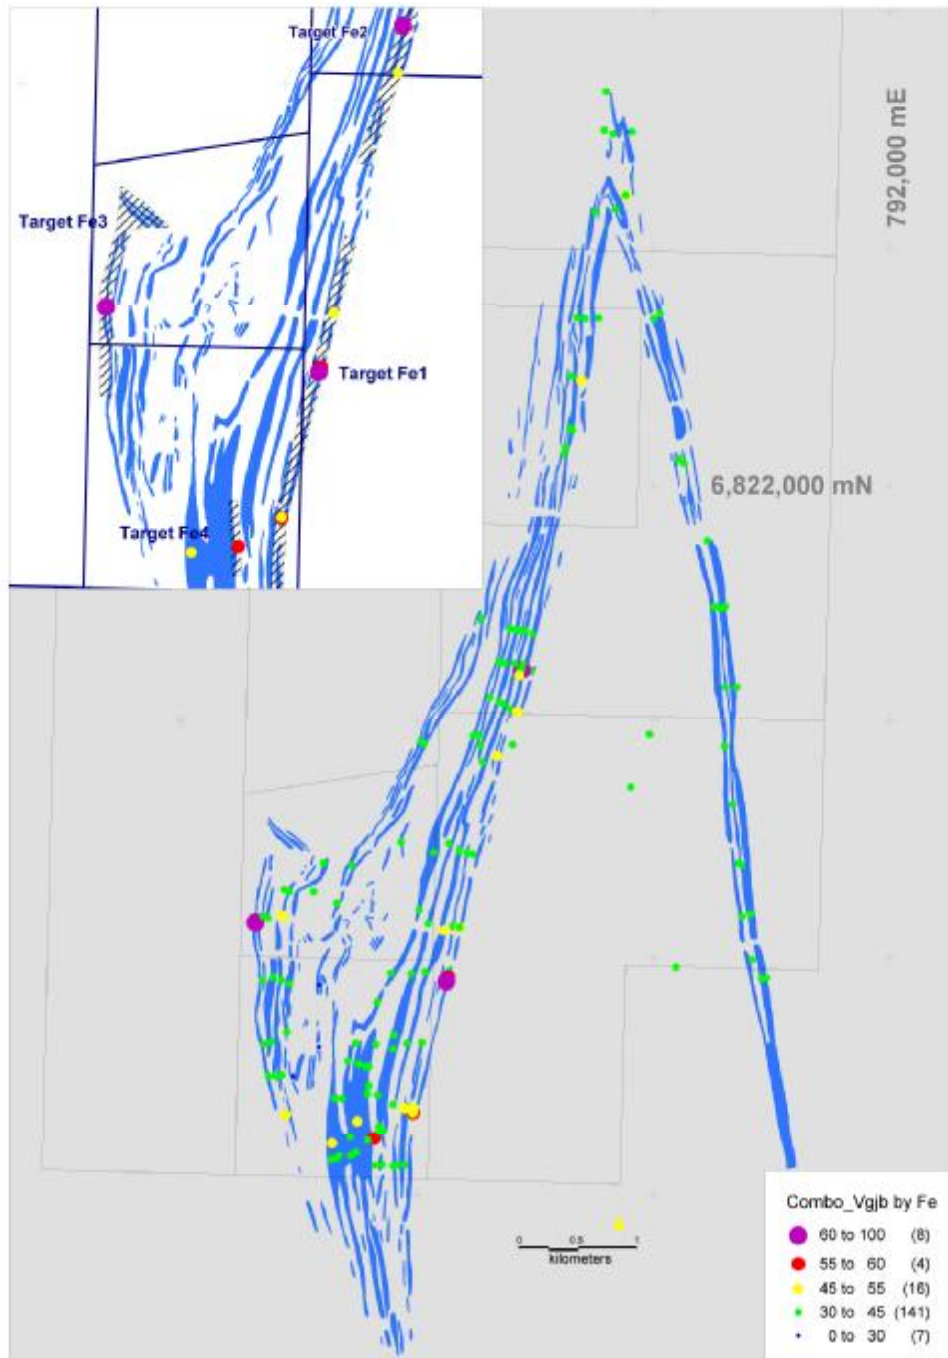 Target Fe2
792,000 mE
Target Fe3
Target Fe1
6,822,000 mN
Target Fe4
0 0.5 1
kilometers
Combo_Vgjb by Fe
60 to 100 (8)
55 to 60 (4)
45 to 55 (16)
30 to 45 (141)
0 to 30 (7)